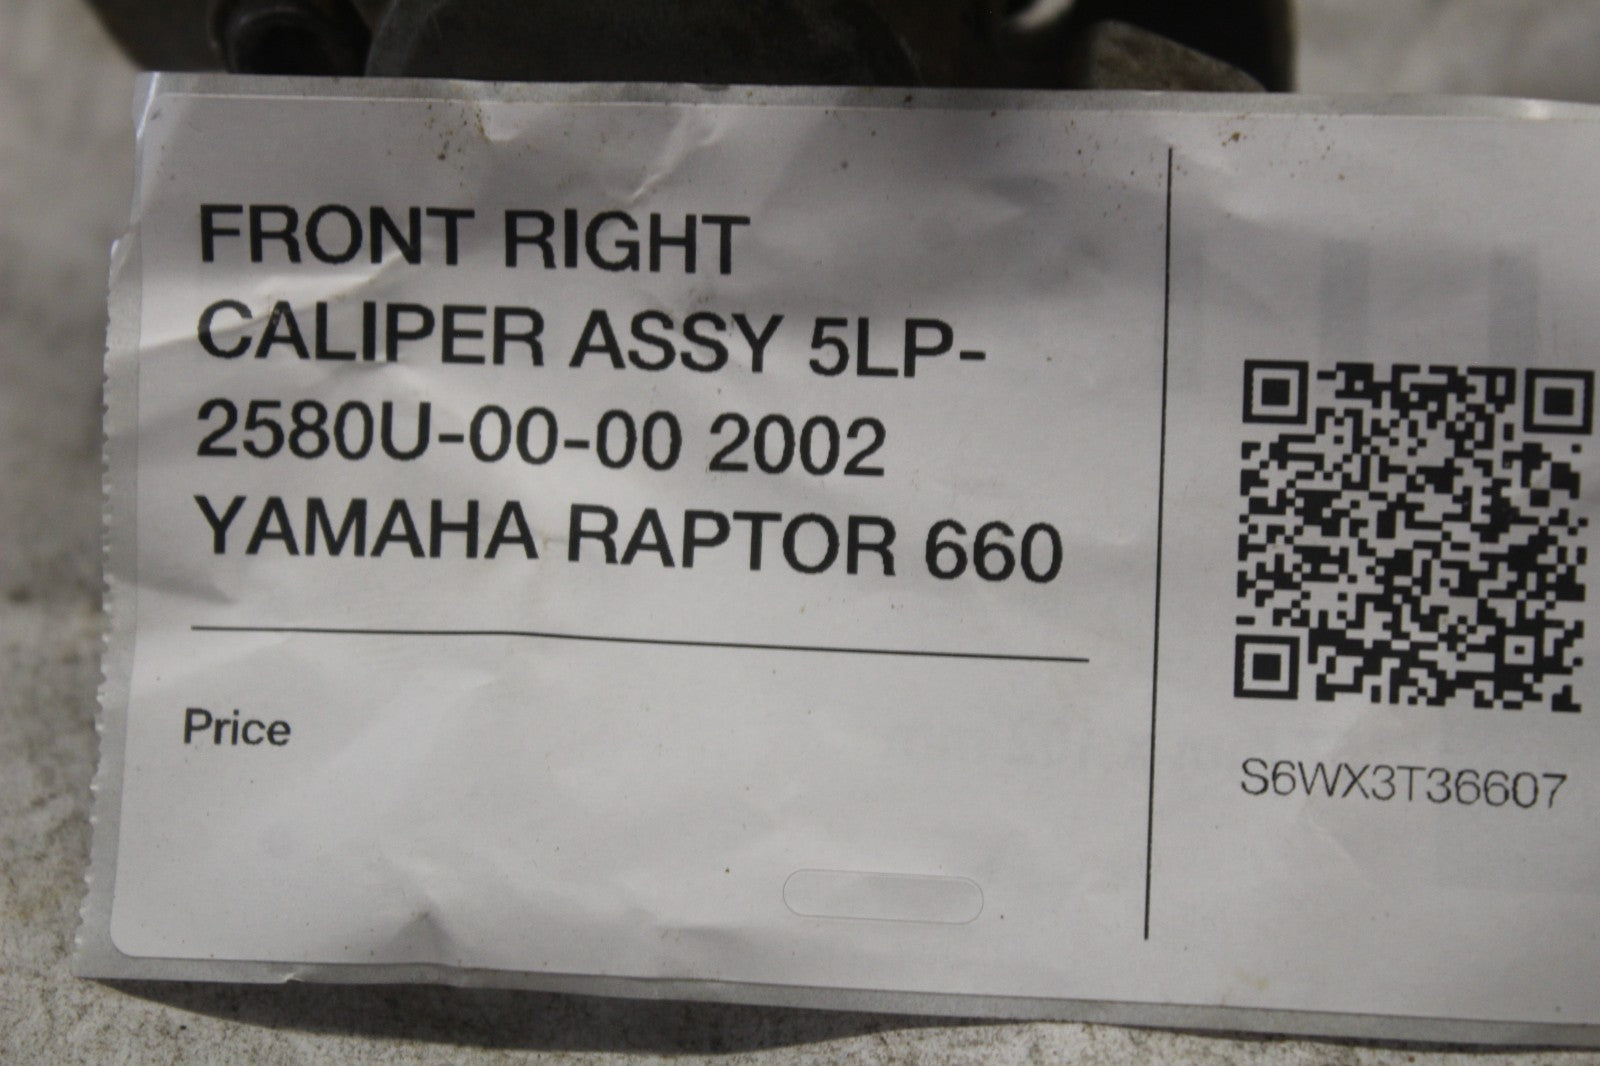 FRONT RIGHT
CALIPER ASSY 5LP-
2580U-00-00 2002
YAMAHA RAPTOR 660
Price
S6WX3T36607